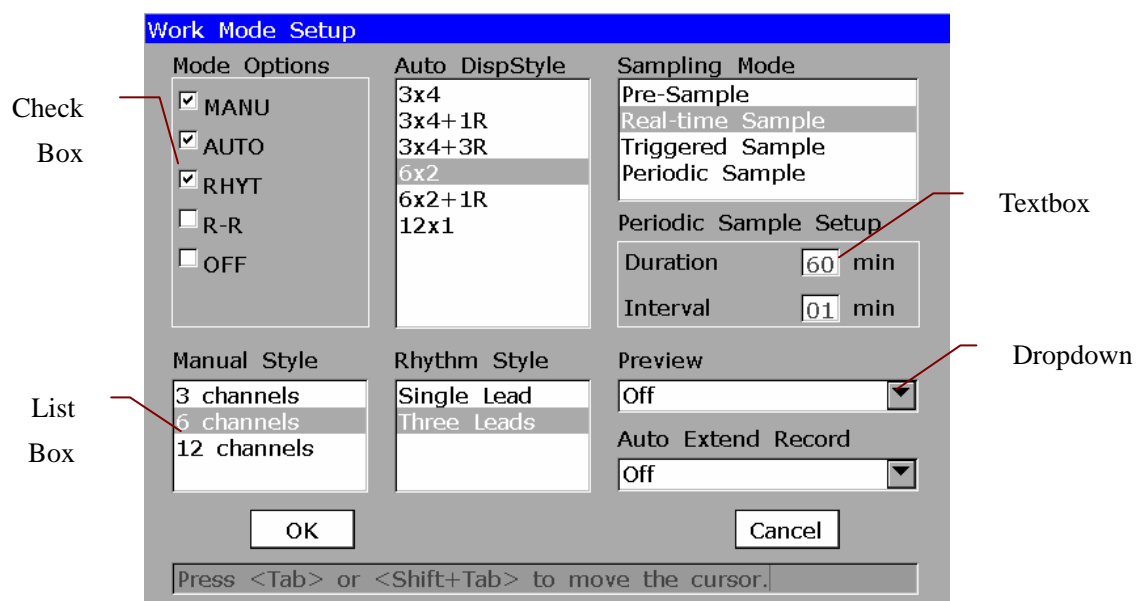 Work Mode Setup
Mode Options
MANU
AUTO
RHYT
R-R
OFF
Auto DispStyle
3x4
3x4+1R
3x4+3R
6x2
6x2+1R
12x1
Sampling Mode
Pre-Sample
Real-time Sample
Triggered Sample
Periodic Sample
Periodic Sample Setup
Duration 60 min
Interval 01 min
Manual Style
3 channels
6 channels
12 channels
Rhythm Style
Single Lead
Three Leads
Preview
Off
Auto Extend Record
Off
OK
Cancel
Press <Tab> or <Shift+Tab> to move the cursor.
Check
Box
List
Box
Textbox
Dropdown